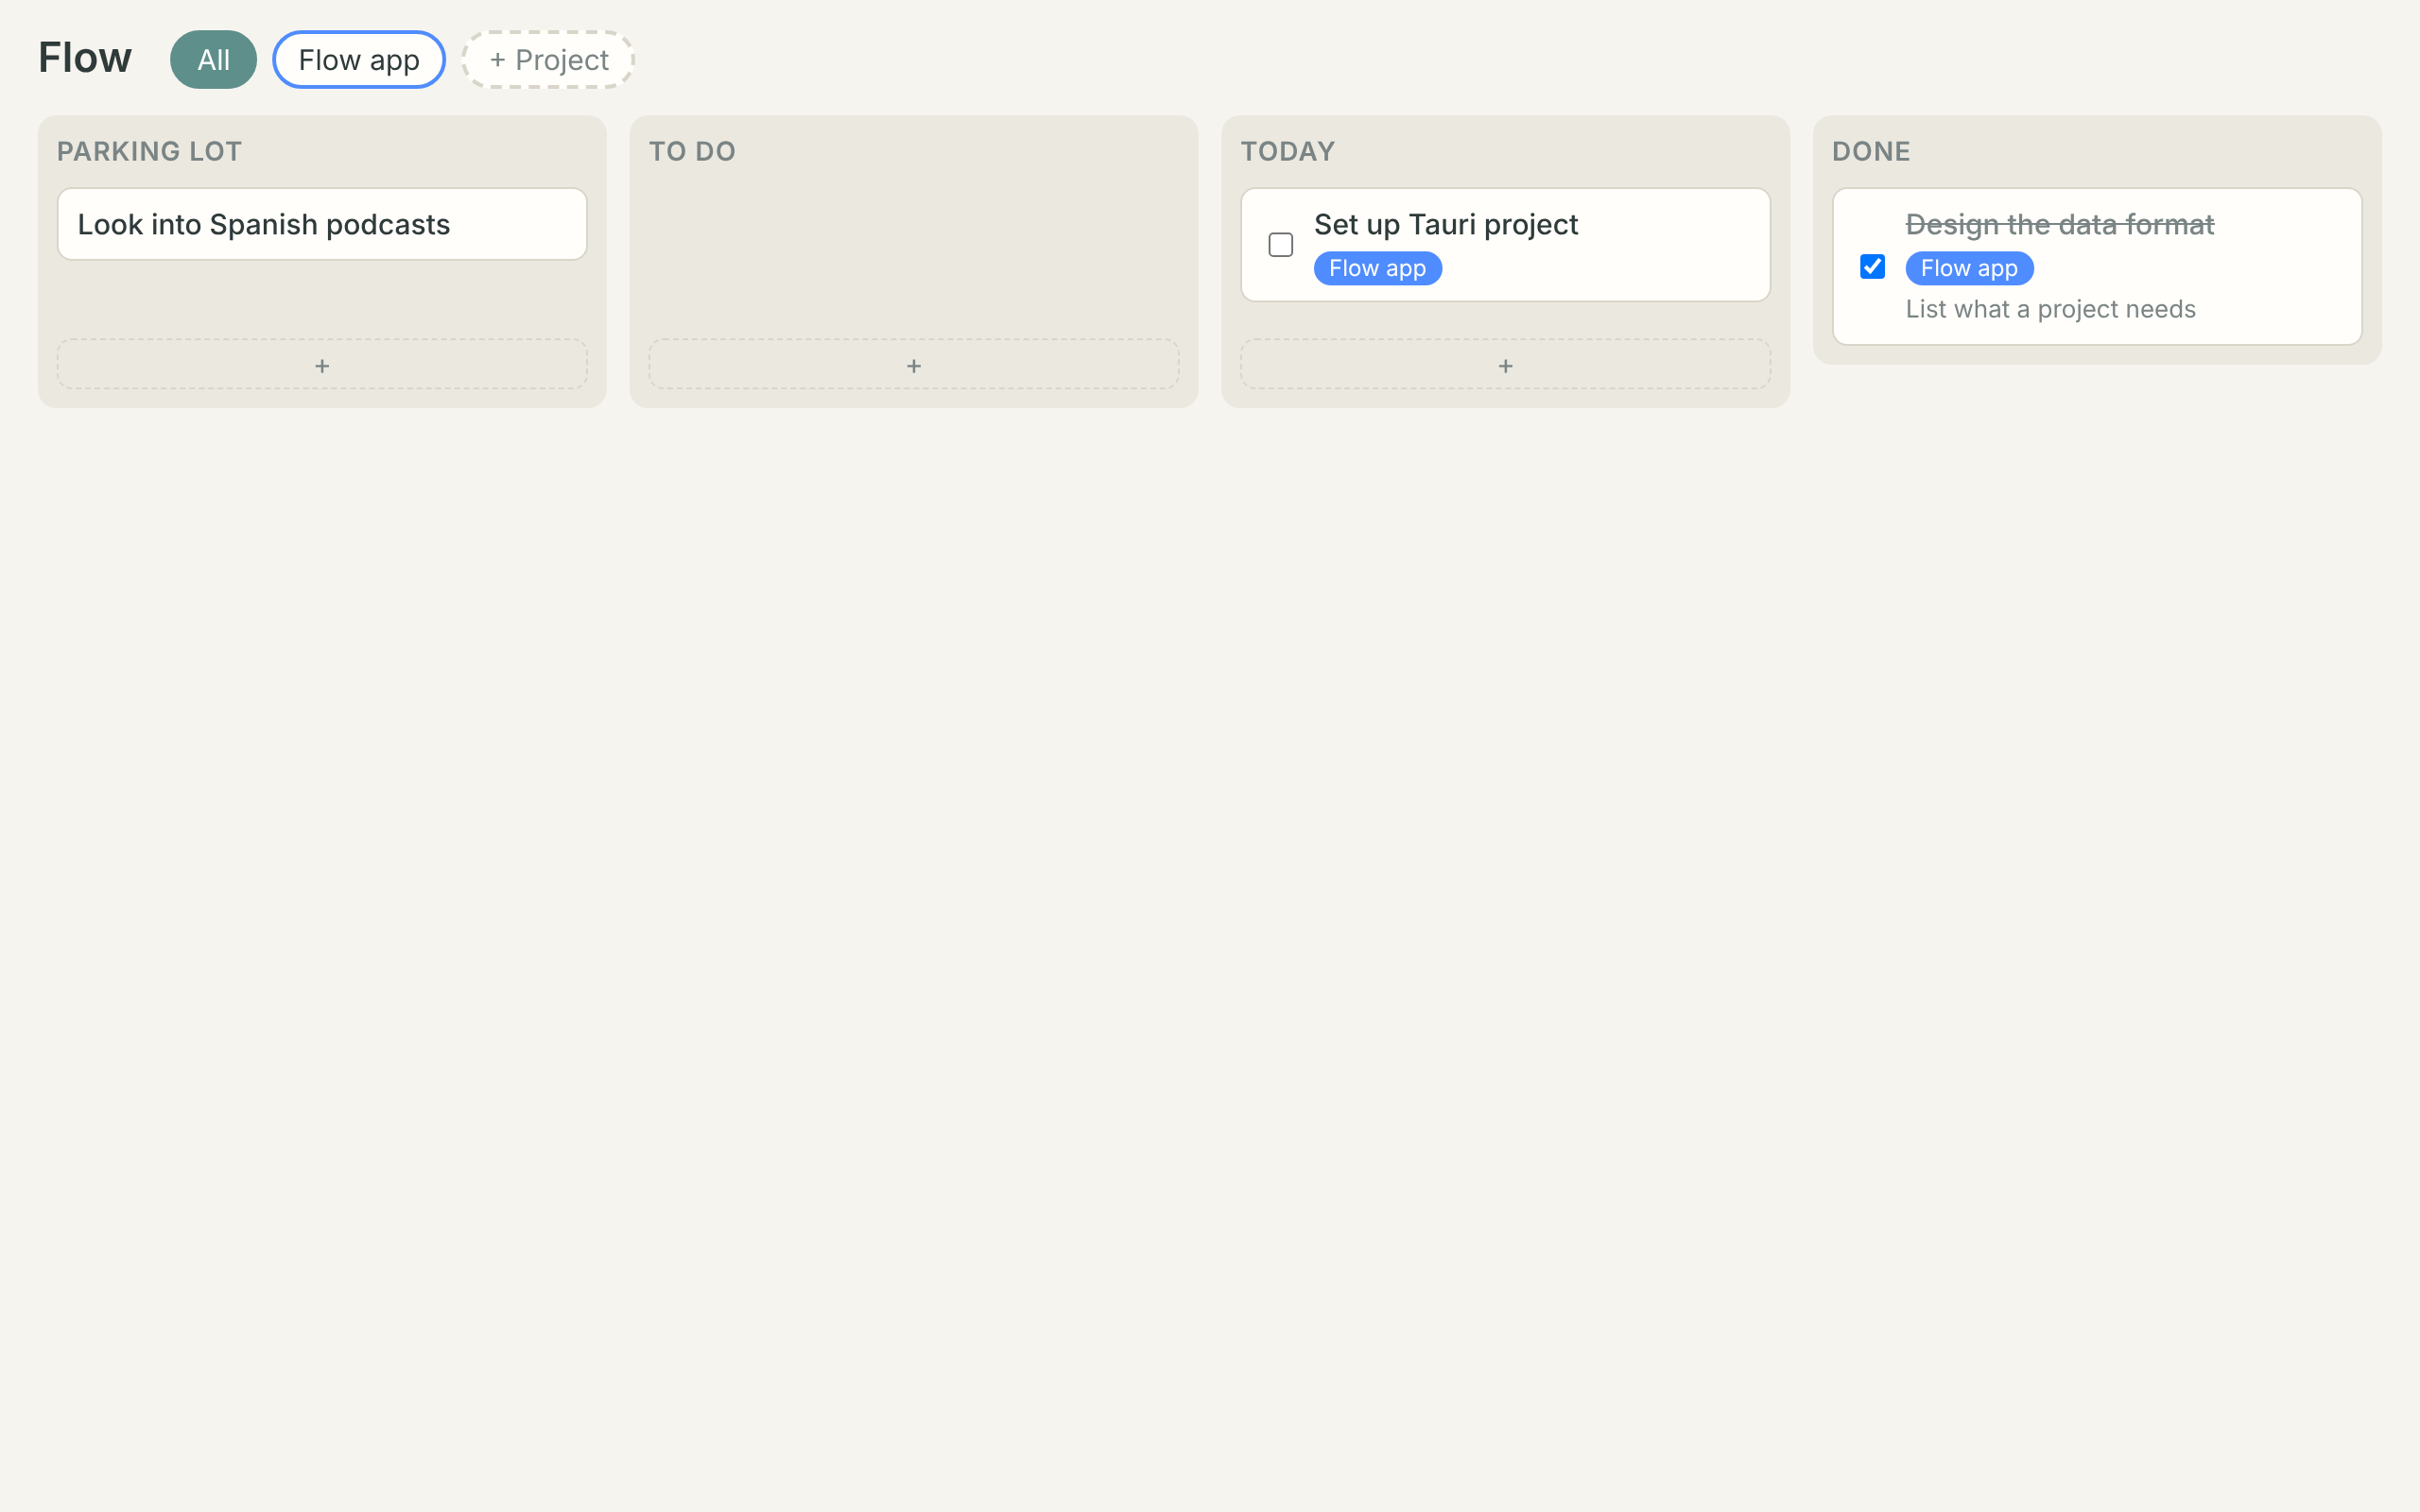 Flow
All
Flow app
+ Project
PARKING LOT
Look into Spanish podcasts
+
TO DO
+
TODAY
Set up Tauri project
Flow app
+
DONE
Design the data format
Flow app
List what a project needs